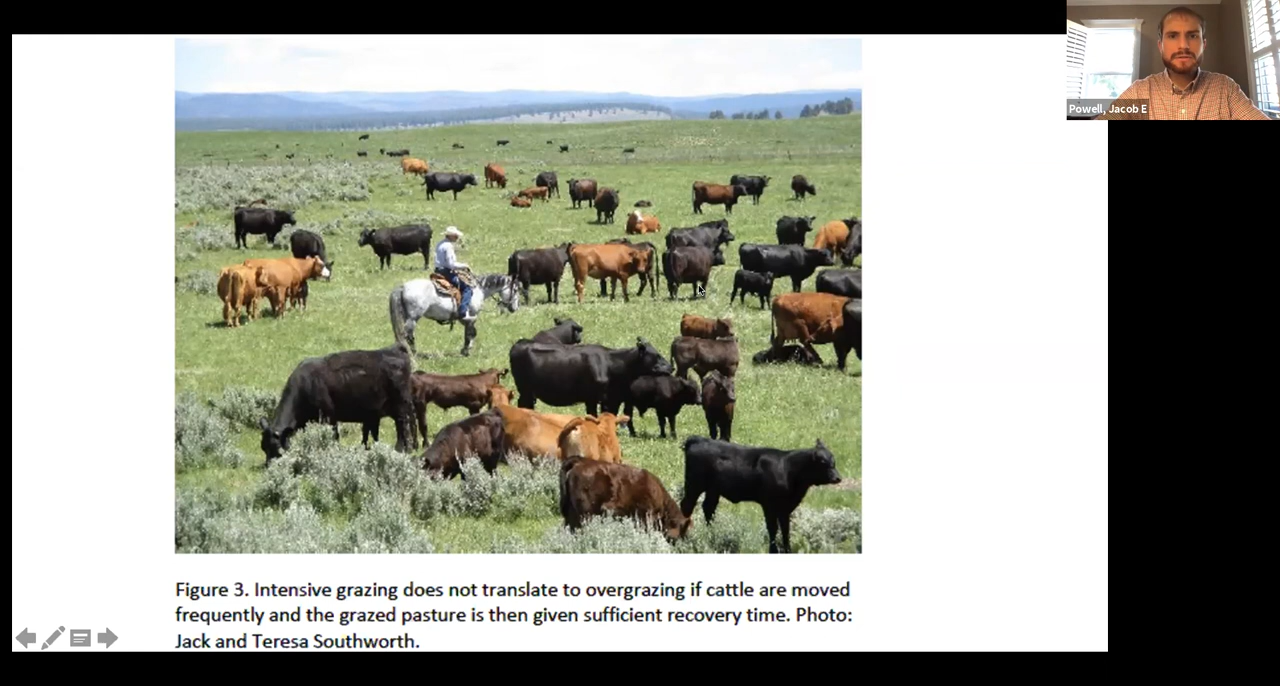 Powell, Jacob E
Figure 3. Intensive grazing does not translate to overgrazing if cattle are moved
frequently and the grazed pasture is then given sufficient recovery time. Photo:
Jack and Teresa Southworth.